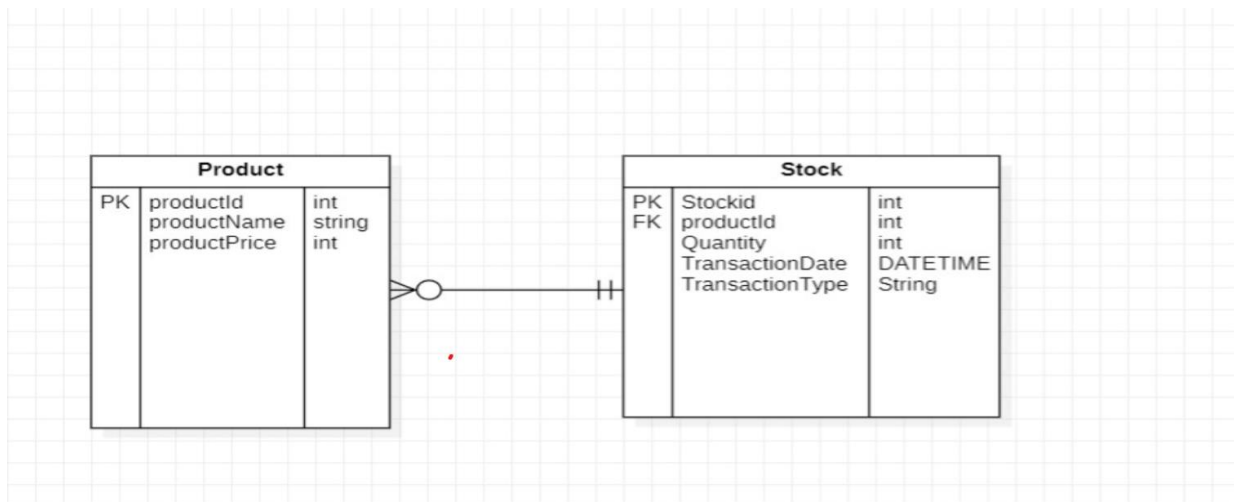 Product
PK productId int
productName string
productPrice int
Stock
PK Stockid int
FK productId int
Quantity int
TransactionDate DATETIME
TransactionType String